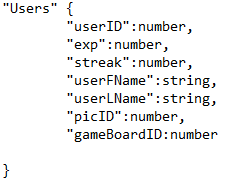 "Users" {
"userID":number,
"exp":number,
"streak":number,
"userFName":string,
"userLName":string,
"picID":number,
"gameBoardID:number
}